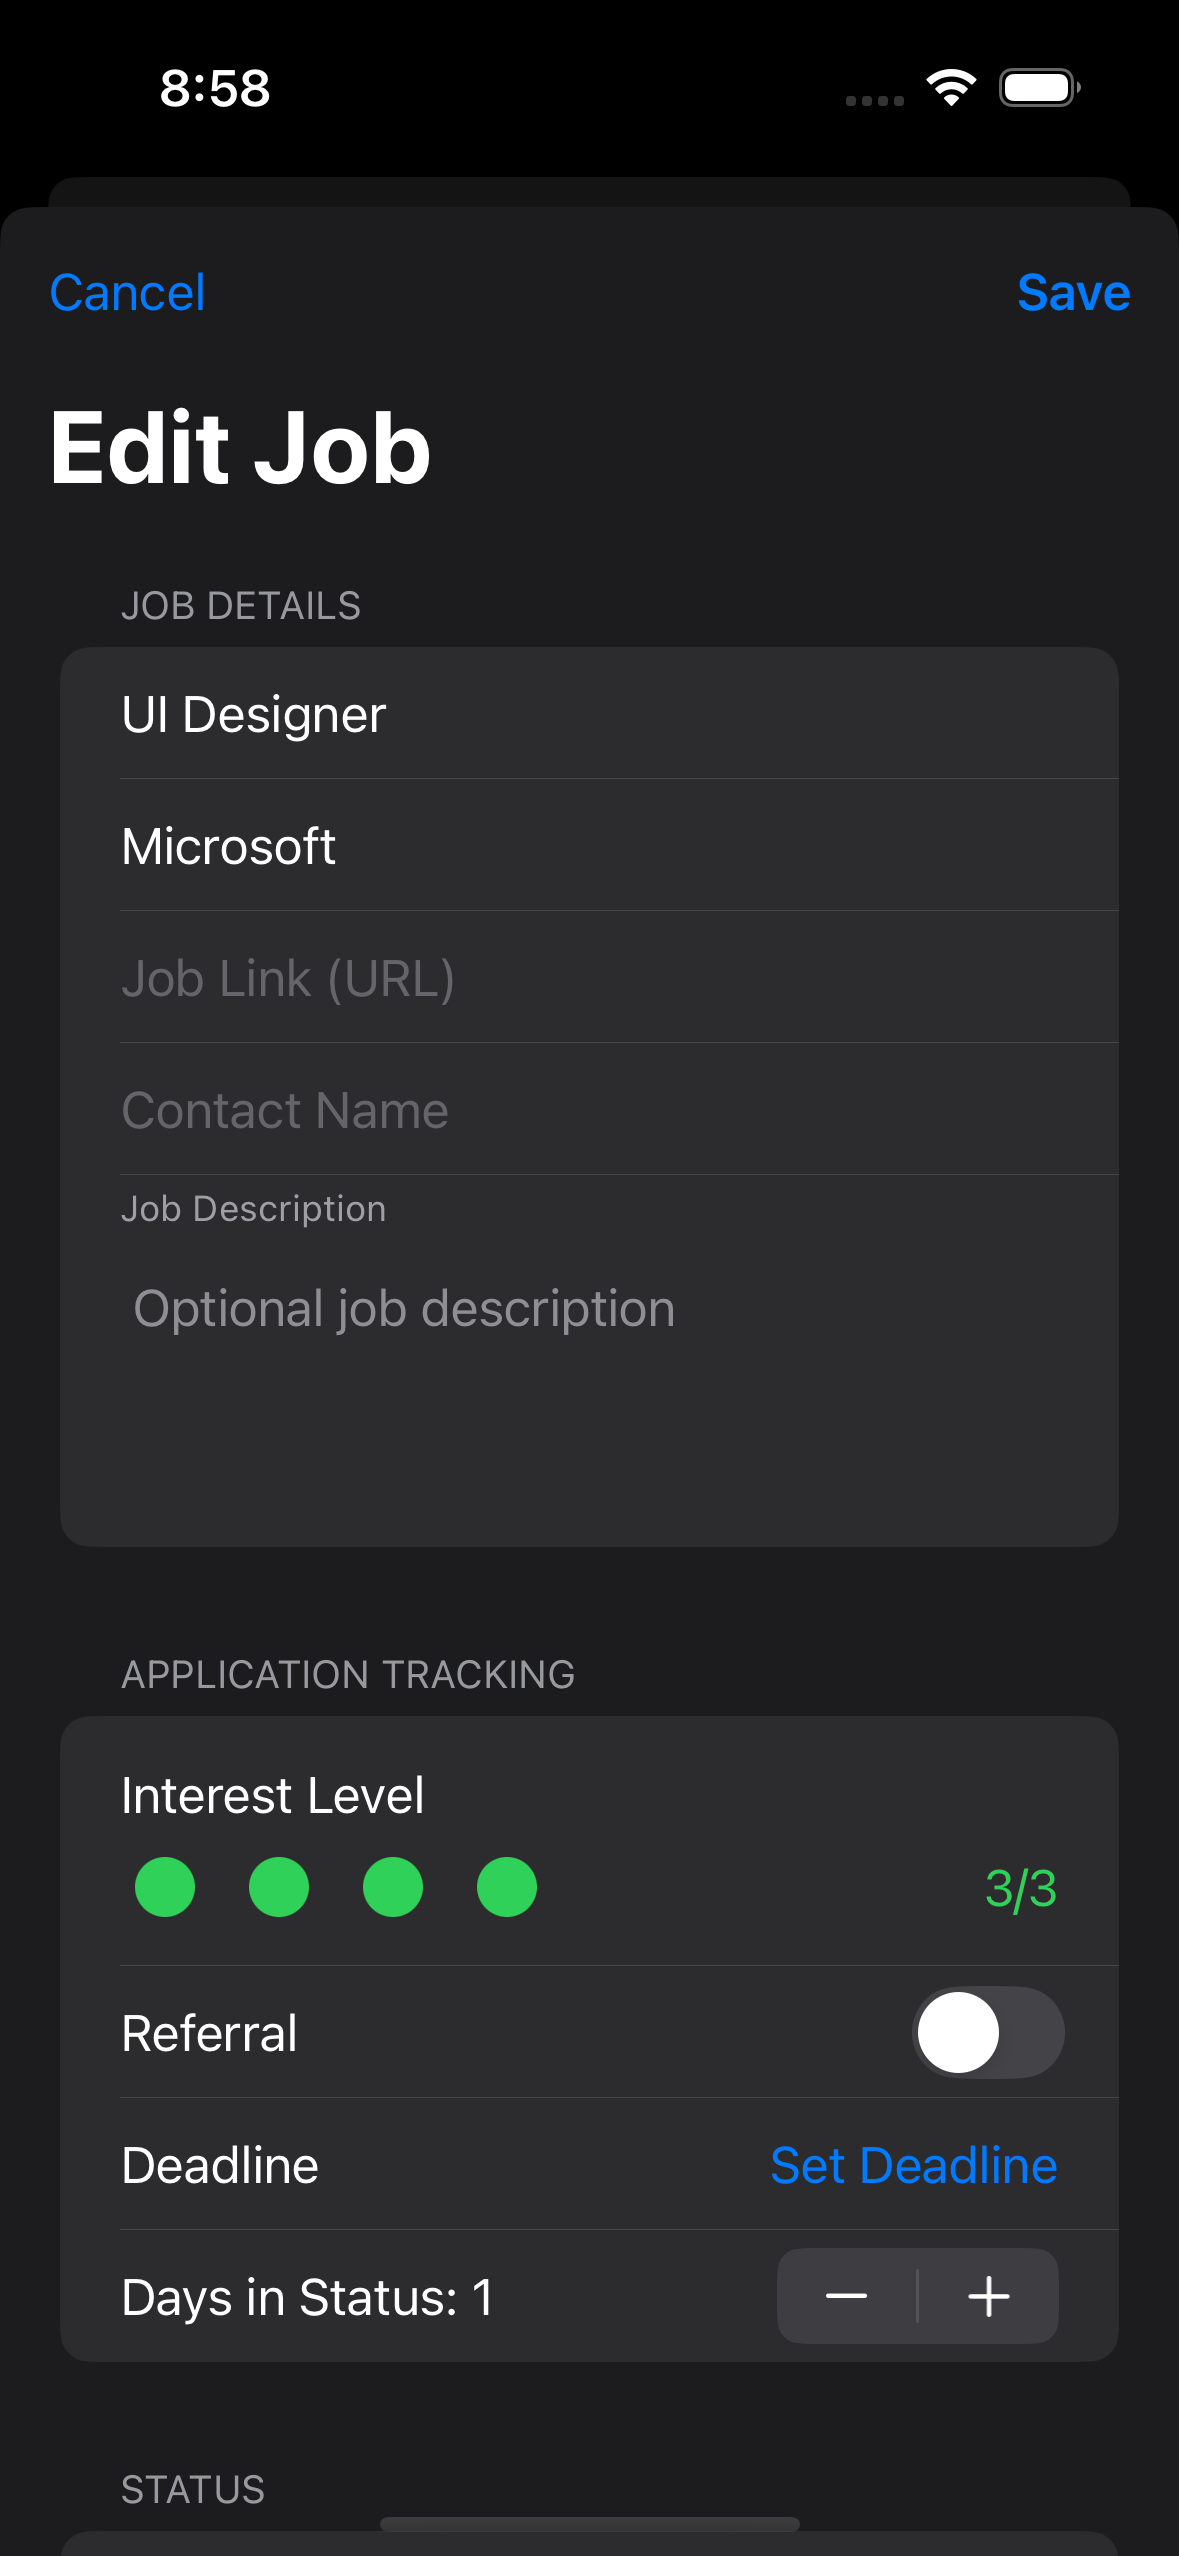 8:58
Cancel
Save
Edit Job
JOB DETAILS
UI Designer
Microsoft
Job Link (URL)
Contact Name
Job Description
Optional job description
APPLICATION TRACKING
Interest Level
3/3
Referral
Deadline
Set Deadline
Days in Status: 1
STATUS